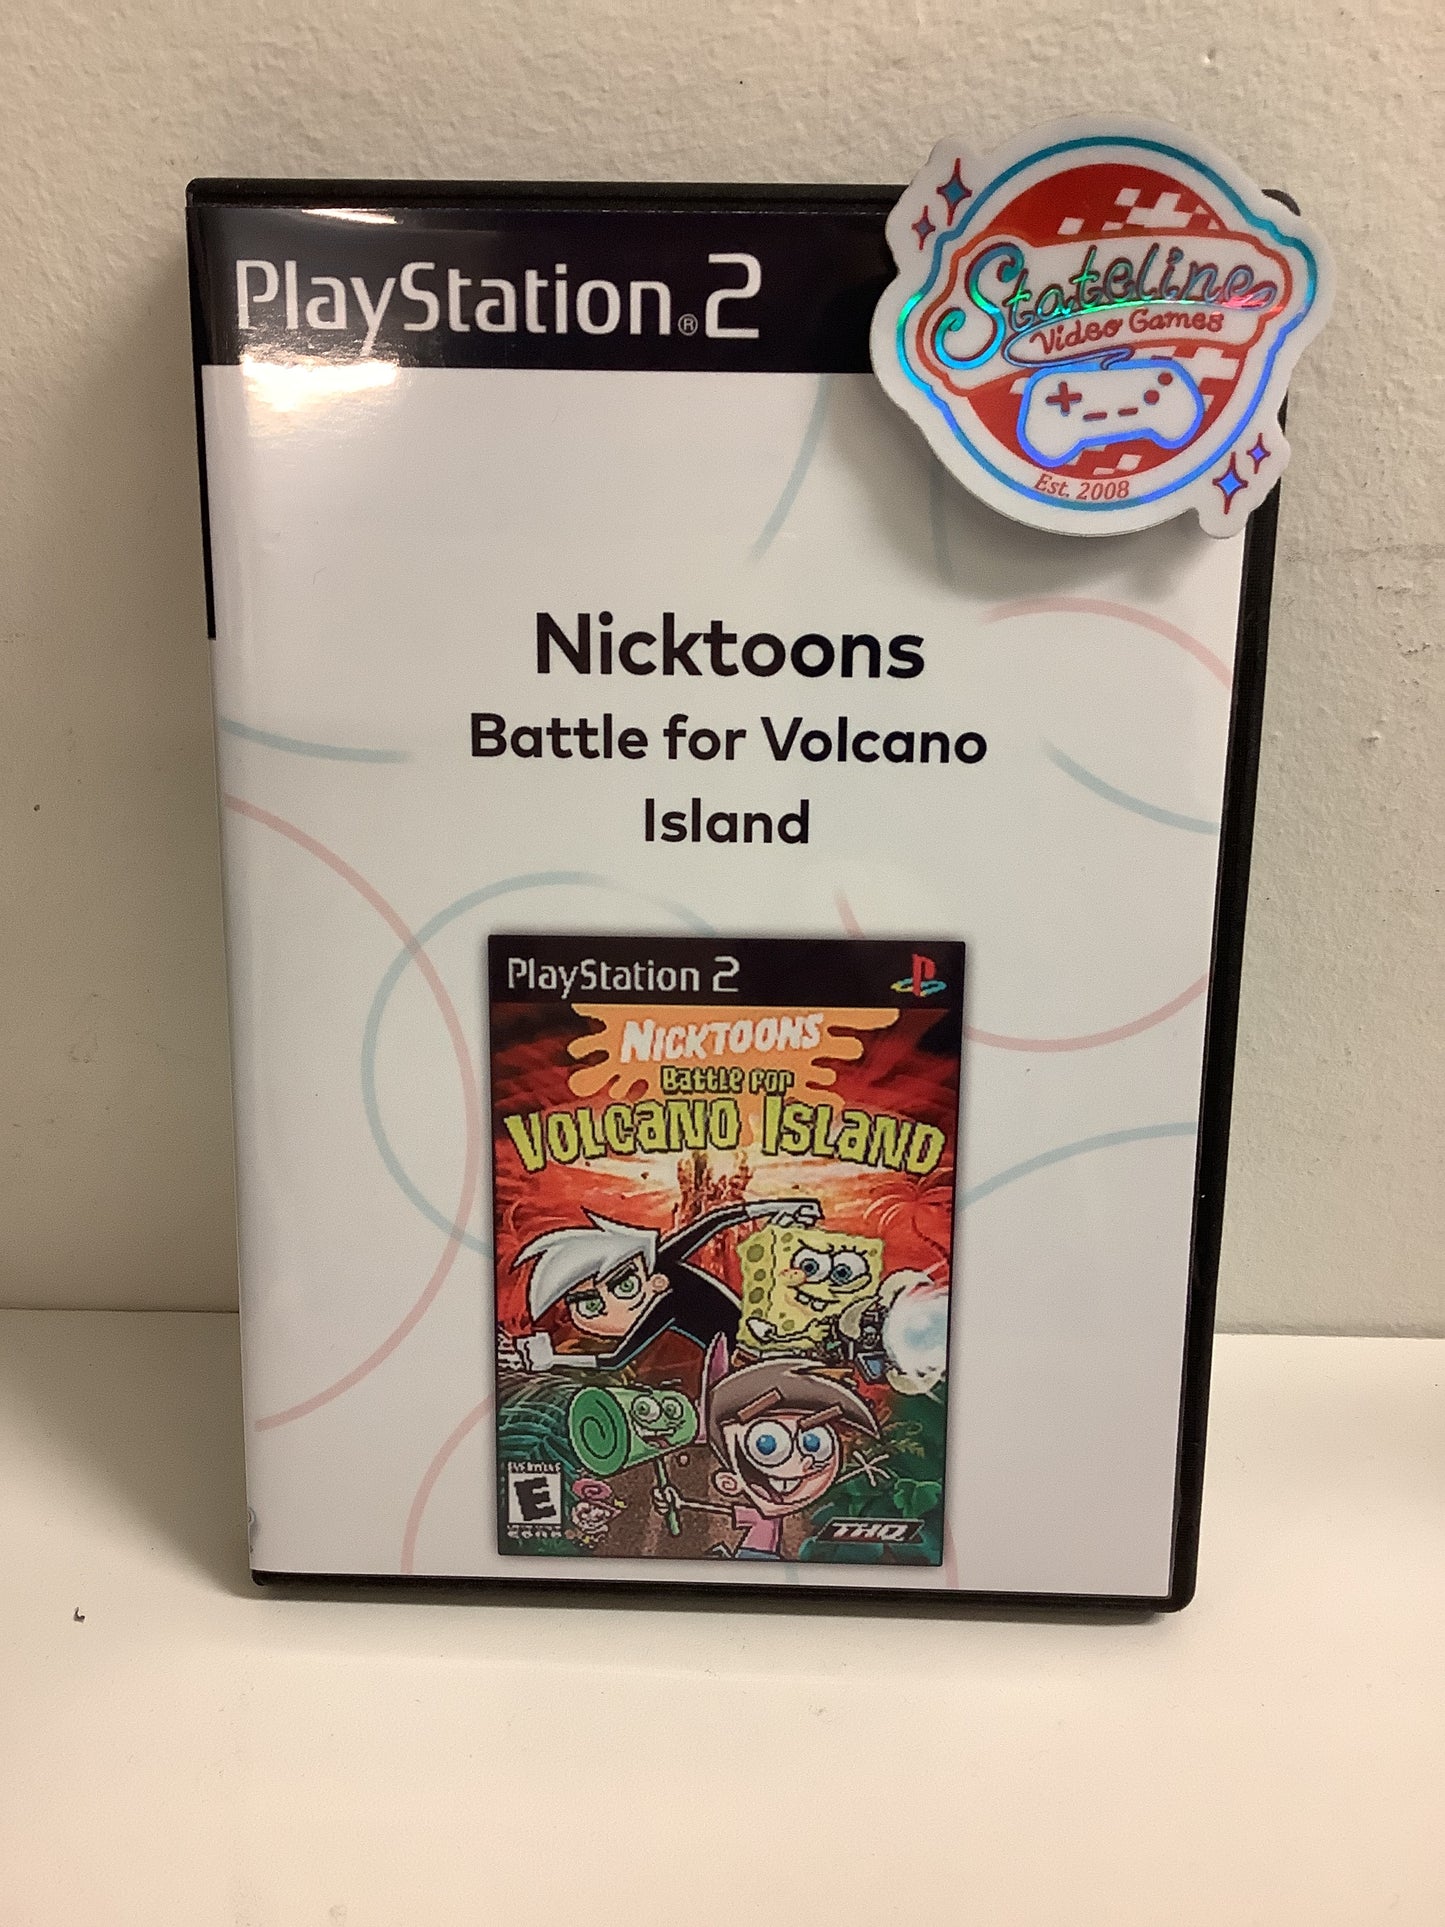 PlayStation®2
Stateline
Video Games
Est. 2008
Nicktoons
Battle for Volcano
Island
PlayStation 2
NICKTOONS
Battle for
VOLCANO ISLAND
E
THQ